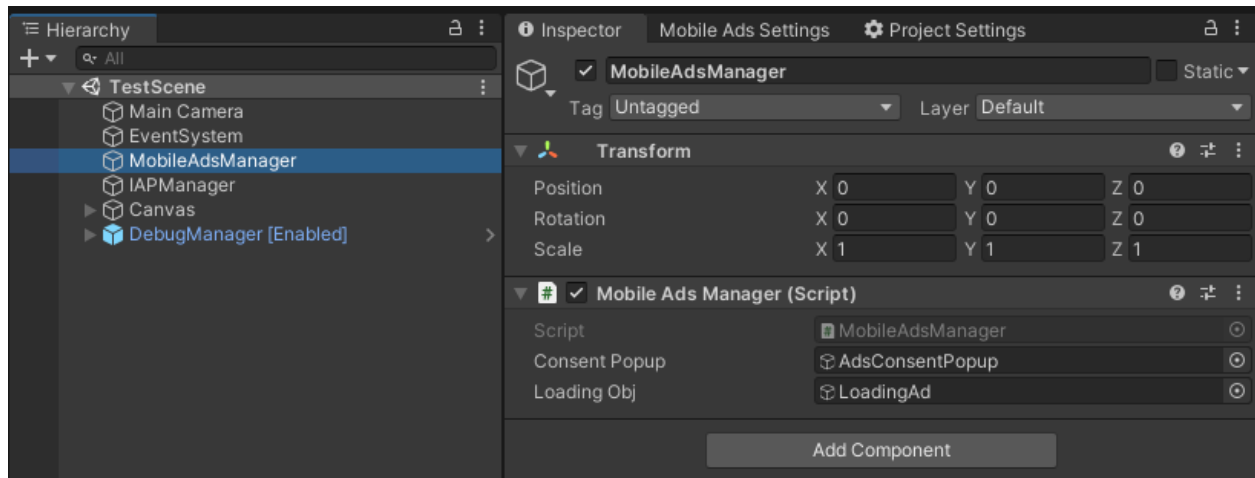 Hierarchy
All
TestScene
Main Camera
EventSystem
MobileAdsManager
IAPManager
Canvas
DebugManager [Enabled]
Inspector Mobile Ads Settings Project Settings
MobileAdsManager Static
Tag Untagged Layer Default
Transform
Position X 0 Y 0 Z 0
Rotation X 0 Y 0 Z 0
Scale X 1 Y 1 Z 1
# Mobile Ads Manager (Script)
Script MobileAdsManager
Consent Popup AdsConsentPopup
Loading Obj LoadingAd
Add Component